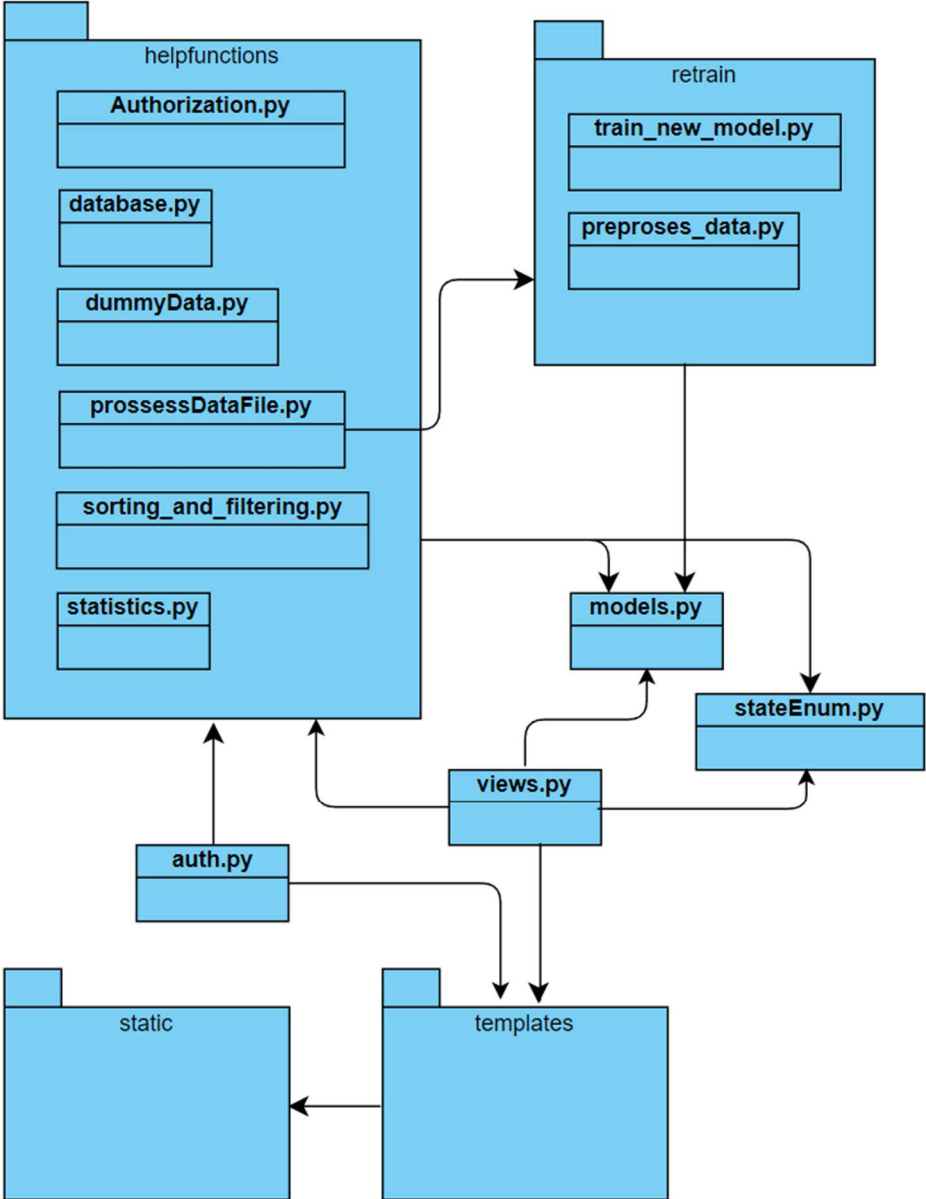 helpfunctions
Authorization.py
database.py
dummyData.py
prossessDataFile.py
sorting_and_filtering.py
statistics.py
retrain
train_new_model.py
preproses_data.py
models.py
stateEnum.py
views.py
auth.py
static
templates